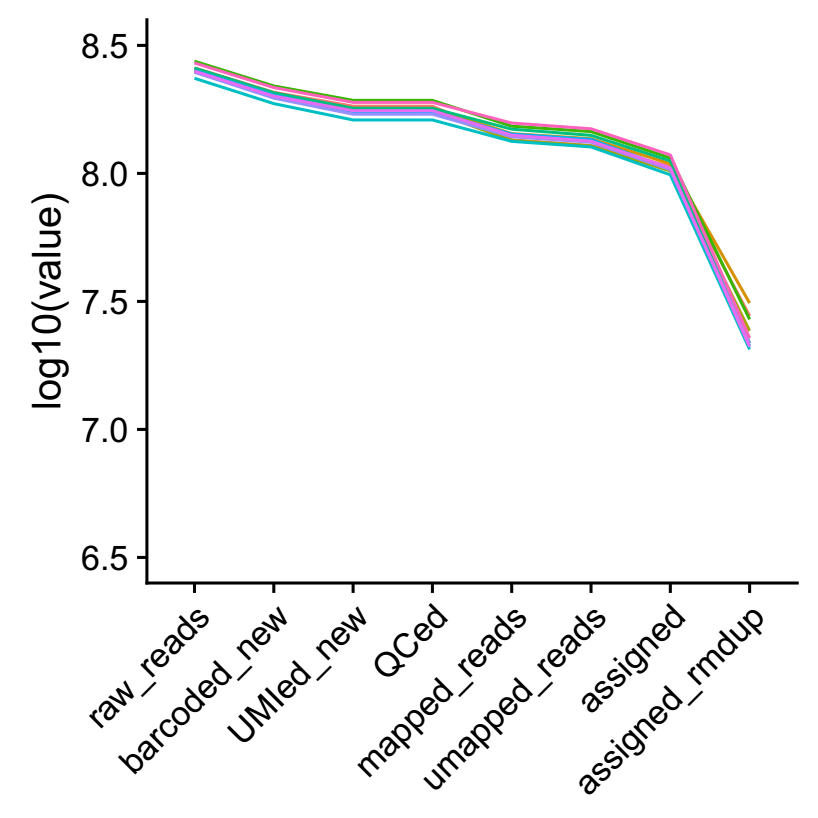 log10(value)
8.5
8.0
7.5
7.0
6.5
raw_reads
barcoded_new
UMIed_new
QCed
mapped_reads
umapped_reads
assigned
assigned_rmdup